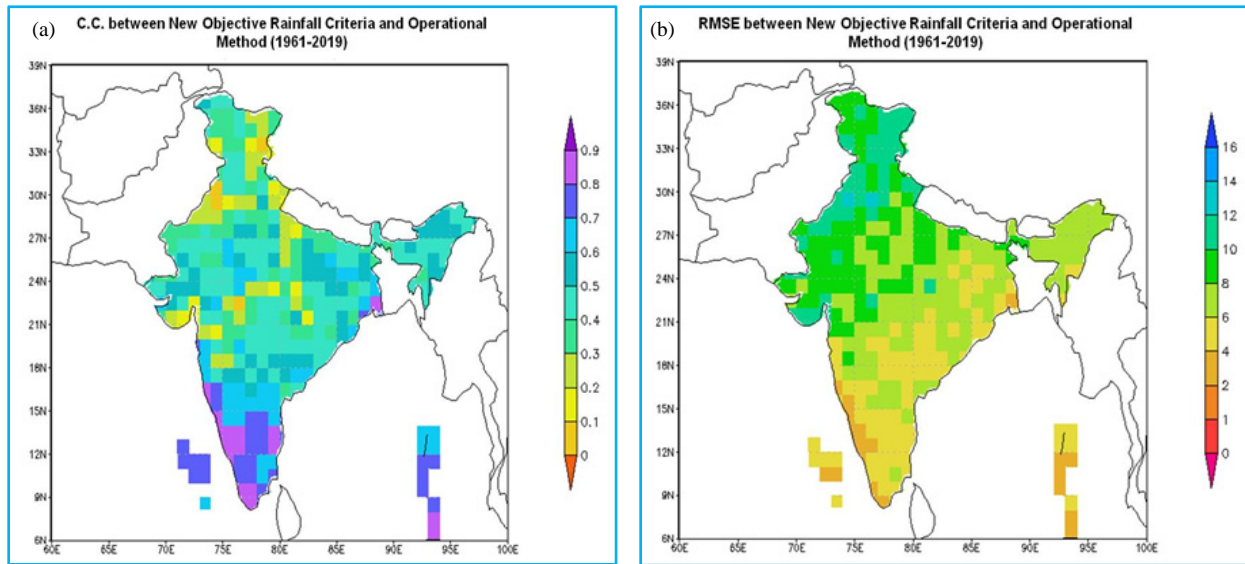 (a)
C.C. between New Objective Rainfall Criteria and Operational
Method (1961-2019)
39N
36N
33N
30N
27N
24N
21N
18N
15N
12N
9N
6N
60E 65E 70E 75E 80E 85E 90E 95E 100E
0.9
0.8
0.7
0.6
0.5
0.4
0.3
0.2
0.1
0
(b)
RMSE between New Objective Rainfall Criteria and Operational
Method (1961-2019)
39N
36N
33N
30N
27N
24N
21N
18N
15N
12N
9N
6N
60E 65E 70E 75E 80E 85E 90E 95E 100E
16
14
12
10
8
6
4
2
1
0